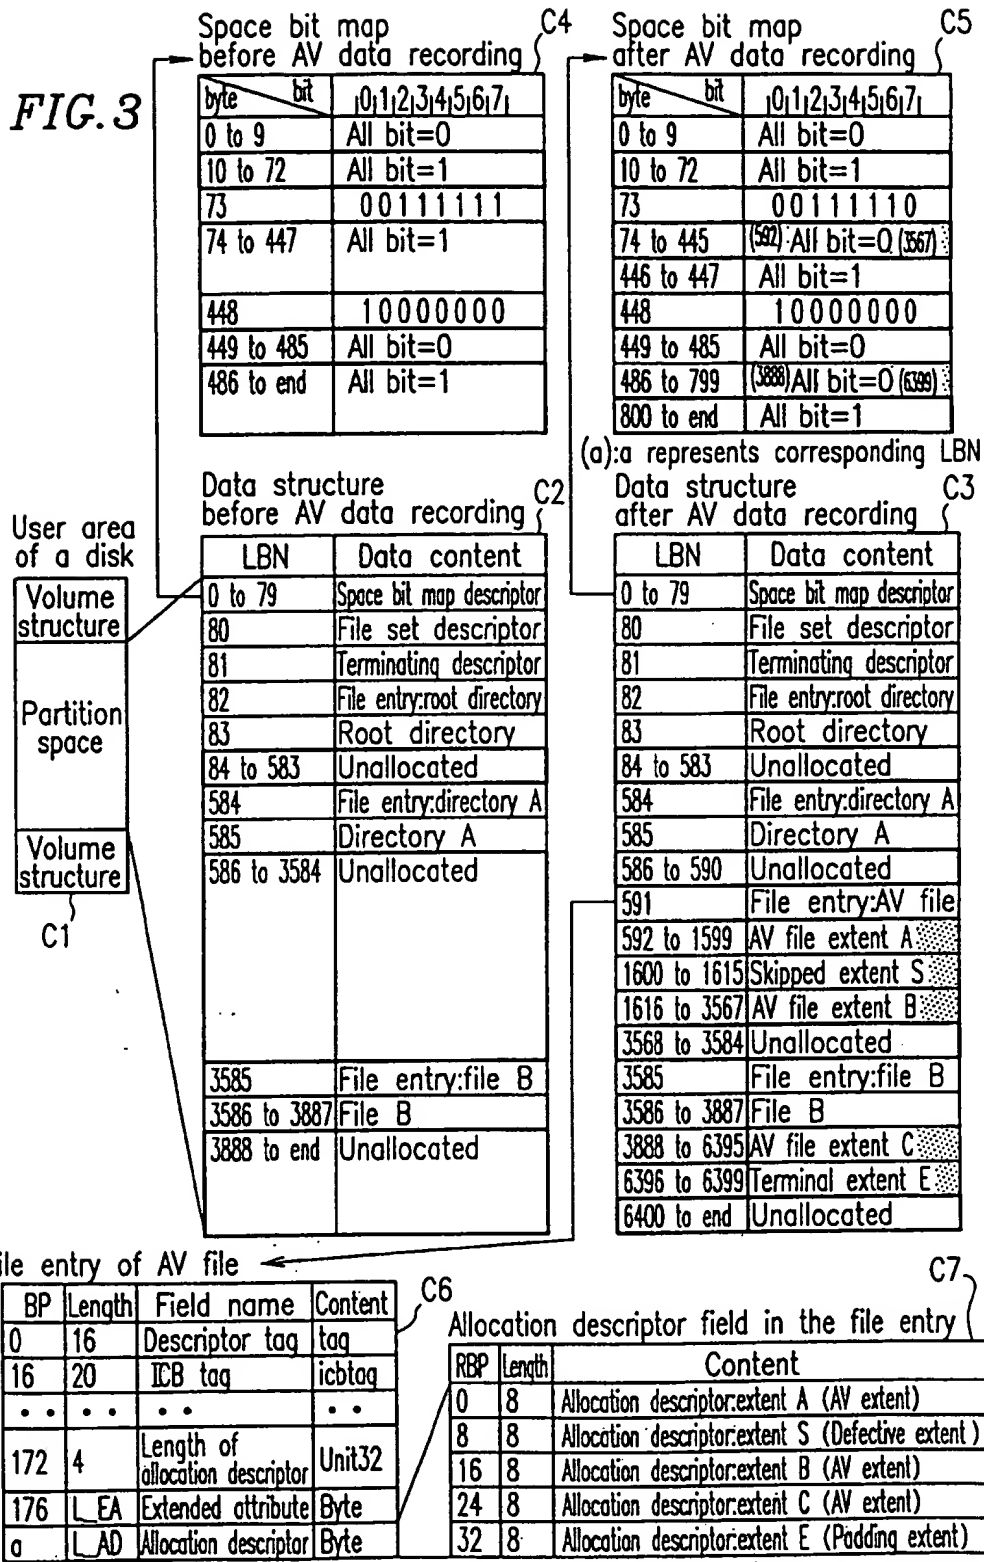 FIG. 3
Space bit map
before AV data recording
C4
byte bit 0 1 2 3 4 5 6 7
0 to 9 All bit=0
10 to 72 All bit=1
73 0 0 1 1 1 1 1 1
74 to 447 All bit=1
448 1 0 0 0 0 0 0 0
449 to 485 All bit=0
486 to end All bit=1
Space bit map
after AV data recording
C5
byte bit 0 1 2 3 4 5 6 7
0 to 9 All bit=0
10 to 72 All bit=1
73 0 0 1 1 1 1 1 0
74 to 445 (592) All bit=0 (3567)
446 to 447 All bit=1
448 1 0 0 0 0 0 0 0
449 to 485 All bit=0
486 to 799 (3888) All bit=0 (6399)
800 to end All bit=1
(a):a represents corresponding LBN
User area
of a disk
Volume
structure
Partition
space
Volume
structure
C1
Data structure
before AV data recording
C2
LBN Data content
0 to 79 Space bit map descriptor
80 File set descriptor
81 Terminating descriptor
82 File entry:root directory
83 Root directory
84 to 583 Unallocated
584 File entry:directory A
585 Directory A
586 to 3584 Unallocated
3585 File entry:file B
3586 to 3887 File B
3888 to end Unallocated
Data structure
after AV data recording
C3
LBN Data content
0 to 79 Space bit map descriptor
80 File set descriptor
81 Terminating descriptor
82 File entry:root directory
83 Root directory
84 to 583 Unallocated
584 File entry:directory A
585 Directory A
586 to 590 Unallocated
591 File entry:AV file
592 to 1599 AV file extent A
1600 to 1615 Skipped extent S
1616 to 3567 AV file extent B
3568 to 3584 Unallocated
3585 File entry:file B
3586 to 3887 File B
3888 to 6395 AV file extent C
6396 to 6399 Terminal extent E
6400 to end Unallocated
ile entry of AV file
C6
BP Length Field name Content
0 16 Descriptor tag tag
16 20 ICB tag icbtag
• • • • • • • •
172 4 Length of
allocation descriptor Unit32
176 L_EA Extended attribute Byte
a L_AD Allocation descriptor Byte
C7
Allocation descriptor field in the file entry
RBP Length Content
0 8 Allocation descriptor:extent A (AV extent)
8 8 Allocation descriptor:extent S (Defective extent)
16 8 Allocation descriptor:extent B (AV extent)
24 8 Allocation descriptor:extent C (AV extent)
32 8 Allocation descriptor:extent E (Padding extent)